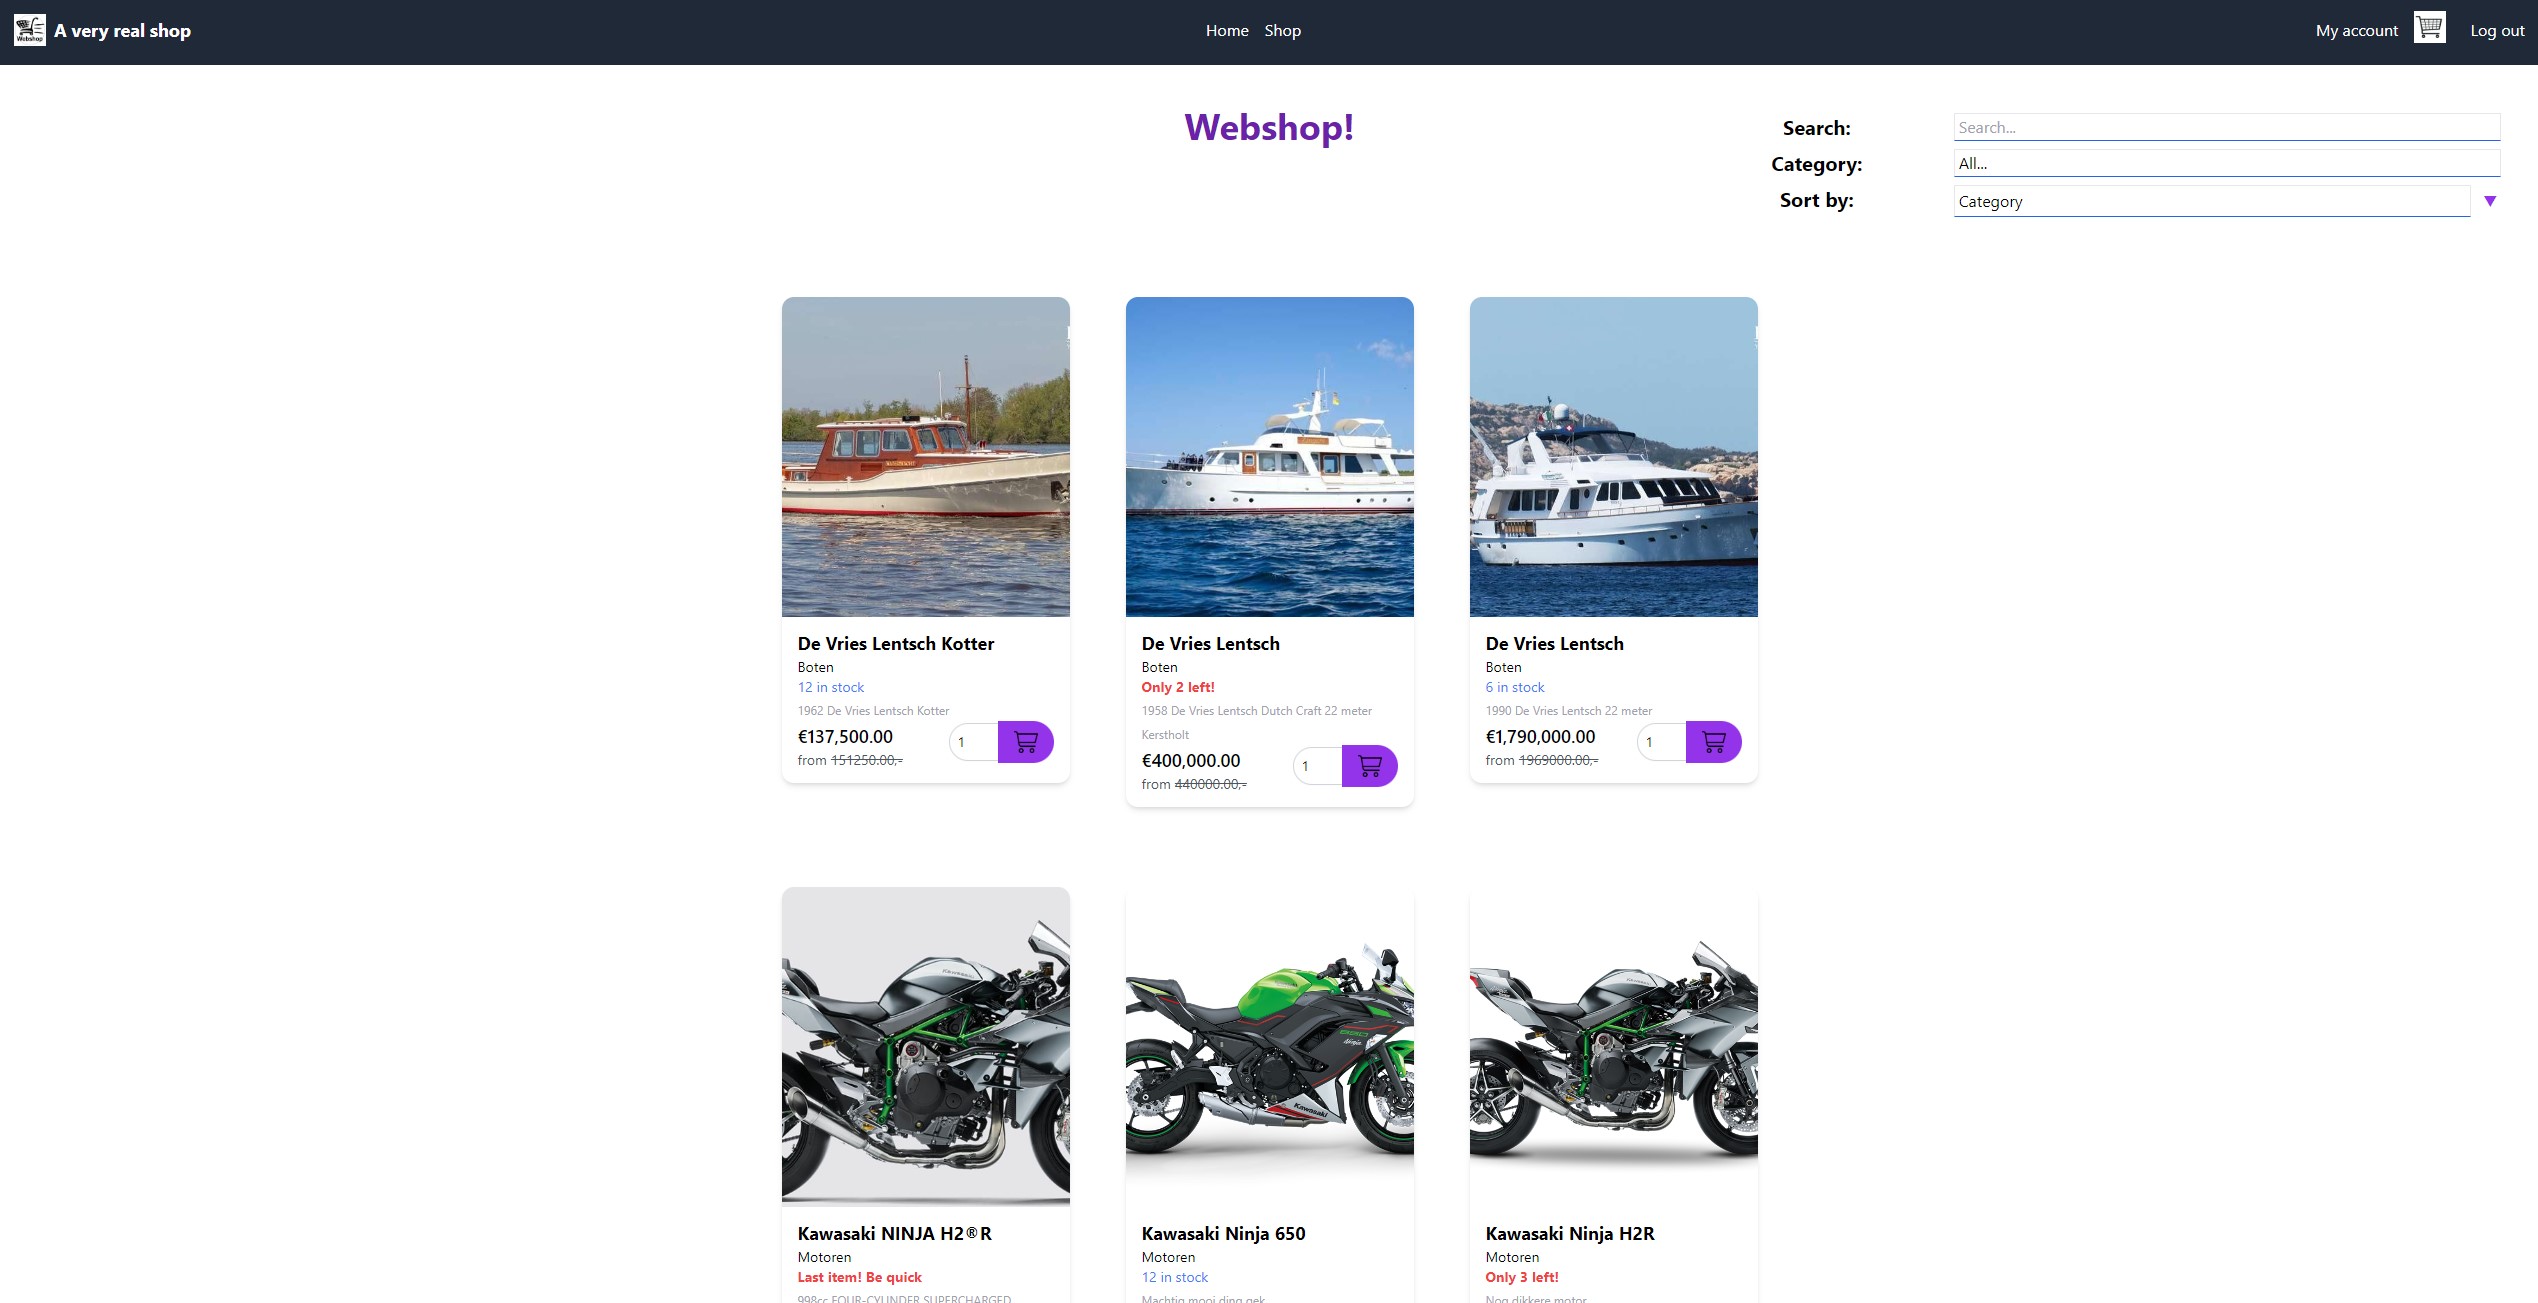 Webshop
A very real shop
Home
Shop
My account
Log out
Webshop!
Search:
Search...
Category:
All...
Sort by:
Category
▼
De Vries Lentsch Kotter
Boten
12 in stock
1962 De Vries Lentsch Kotter
€137,500.00
from 151250.00,-
1
De Vries Lentsch
Boten
Only 2 left!
1958 De Vries Lentsch Dutch Craft 22 meter
Kerstholt
€400,000.00
from 440000.00,-
1
De Vries Lentsch
Boten
6 in stock
1990 De Vries Lentsch 22 meter
€1,790,000.00
from 1969000.00,-
1
Kawasaki
Kawasaki NINJA H2®R
Motoren
Last item! Be quick
998cc FOUR-CYLINDER SUPERCHARGED
Ninja
Kawasaki
Kawasaki Ninja 650
Motoren
12 in stock
Machtig mooi ding gek
Kawasaki Ninja H2R
Motoren
Only 3 left!
Nog dikkere motor